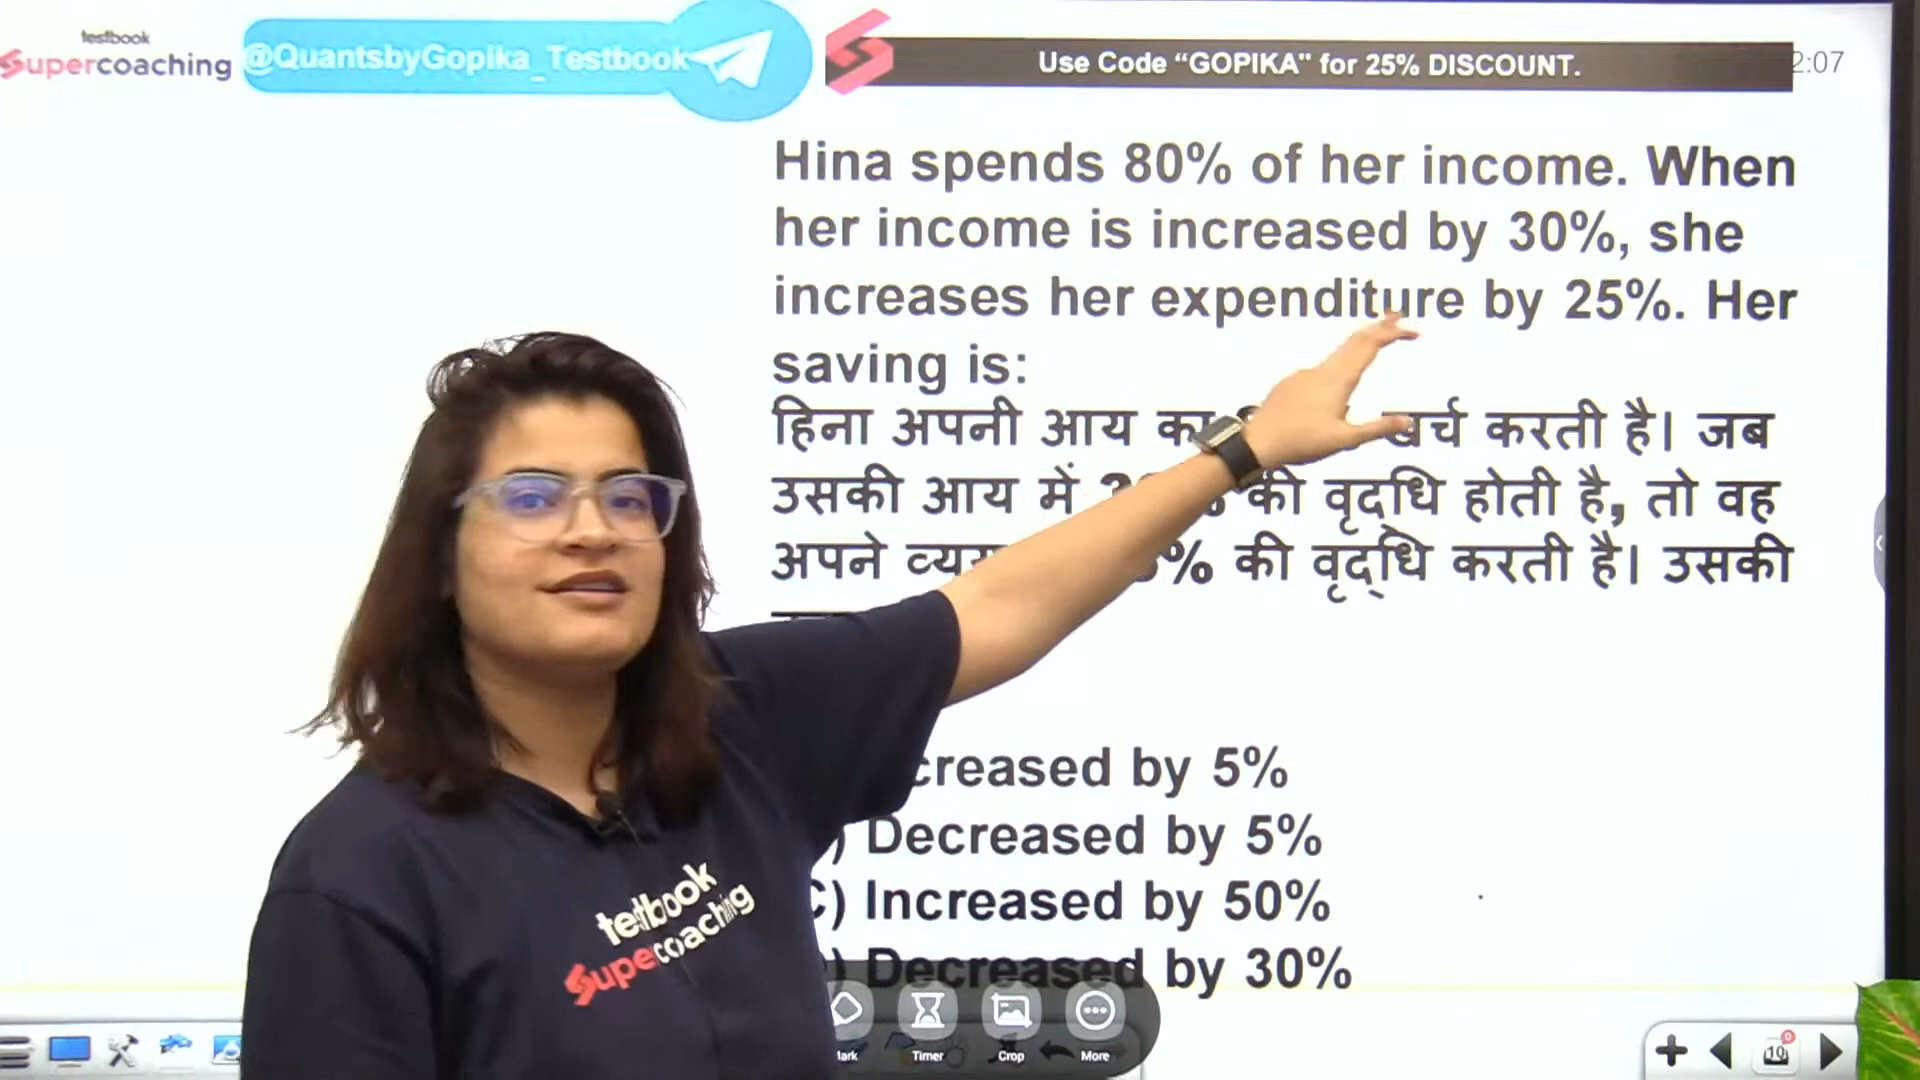 testbook
Supercoaching
@QuantsbyGopika_Testbook
Use Code “GOPIKA” for 25% DISCOUNT.
2:07
Hina spends 80% of her income. When
her income is increased by 30%, she
increases her expenditure by 25%. Her
saving is:
हिना अपनी आय का खर्च करती है। जब
उसकी आय में की वृद्धि होती है, तो वह
अपने % की वृद्धि करती है। उसकी
creased by 5%
) Decreased by 5%
C) Increased by 50%
) Decreased by 30%
testbook
Supercoaching
Timer
Crop
More
10
0